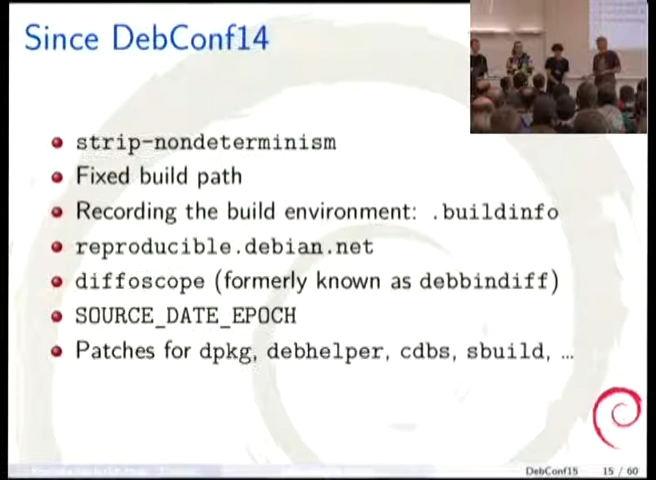 Since DebConf14
strip-nondeterminism
Fixed build path
Recording the build environment: .buildinfo
reproducible.debian.net
diffoscope (formerly known as debbindiff)
SOURCE_DATE_EPOCH
Patches for dpkg, debhelper, cdbs, sbuild, …
DebConf15 15 / 60